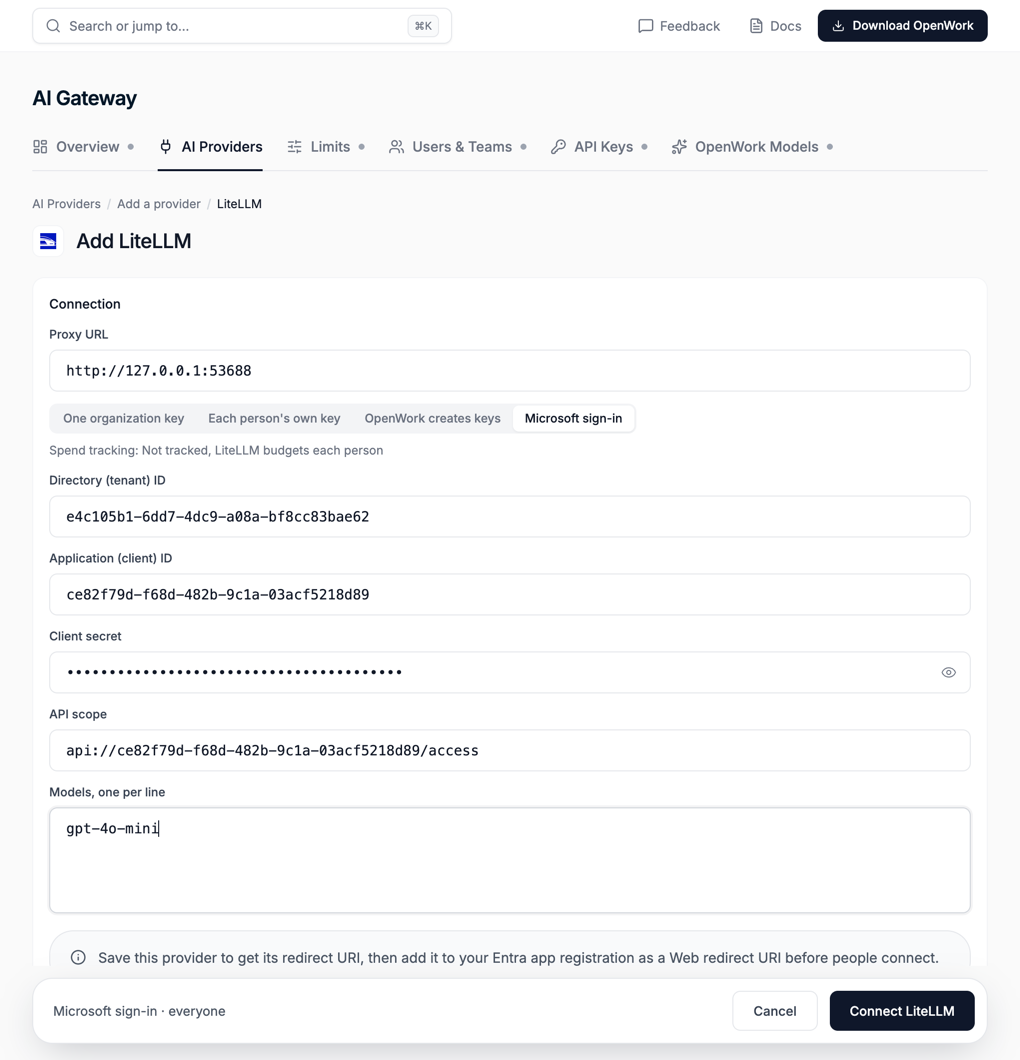 Search or jump to...
⌘K
Feedback
Docs
Download OpenWork
AI Gateway
Overview
AI Providers
Limits
Users & Teams
API Keys
OpenWork Models
AI Providers / Add a provider / LiteLLM
Add LiteLLM
Connection
Proxy URL
http://127.0.0.1:53688
One organization key
Each person's own key
OpenWork creates keys
Microsoft sign-in
Spend tracking: Not tracked, LiteLLM budgets each person
Directory (tenant) ID
e4c105b1-6dd7-4dc9-a08a-bf8cc83bae62
Application (client) ID
ce82f79d-f68d-482b-9c1a-03acf5218d89
Client secret
••••••••••••••••••••••••••••••••••••••••
API scope
api://ce82f79d-f68d-482b-9c1a-03acf5218d89/access
Models, one per line
gpt-4o-mini
Save this provider to get its redirect URI, then add it to your Entra app registration as a Web redirect URI before people connect.
Microsoft sign-in · everyone
Cancel
Connect LiteLLM